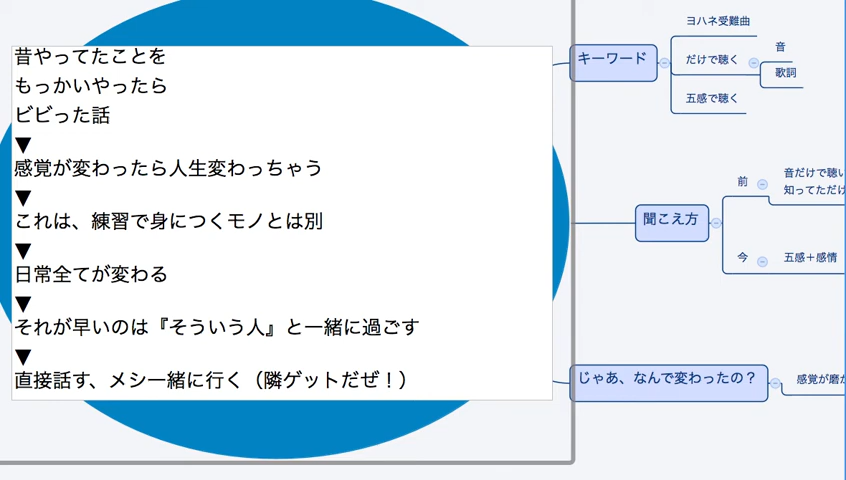 昔やってたことを
もっかいやったら
ビビった話
▼
感覚が変わったら人生変わっちゃう
▼
これは、練習で身につくモノとは別
▼
日常全てが変わる
▼
それが早いのは『そういう人』と一緒に過ごす
▼
直接話す、メシ一緒に行く（隣ゲットだぜ！）
キーワード
ヨハネ受難曲
だけで聴く
音
歌詞
五感で聴く
聞こえ方
前
音だけで聴い
知ってただけ
今
五感＋感情
じゃあ、なんで変わったの？
感覚が磨か